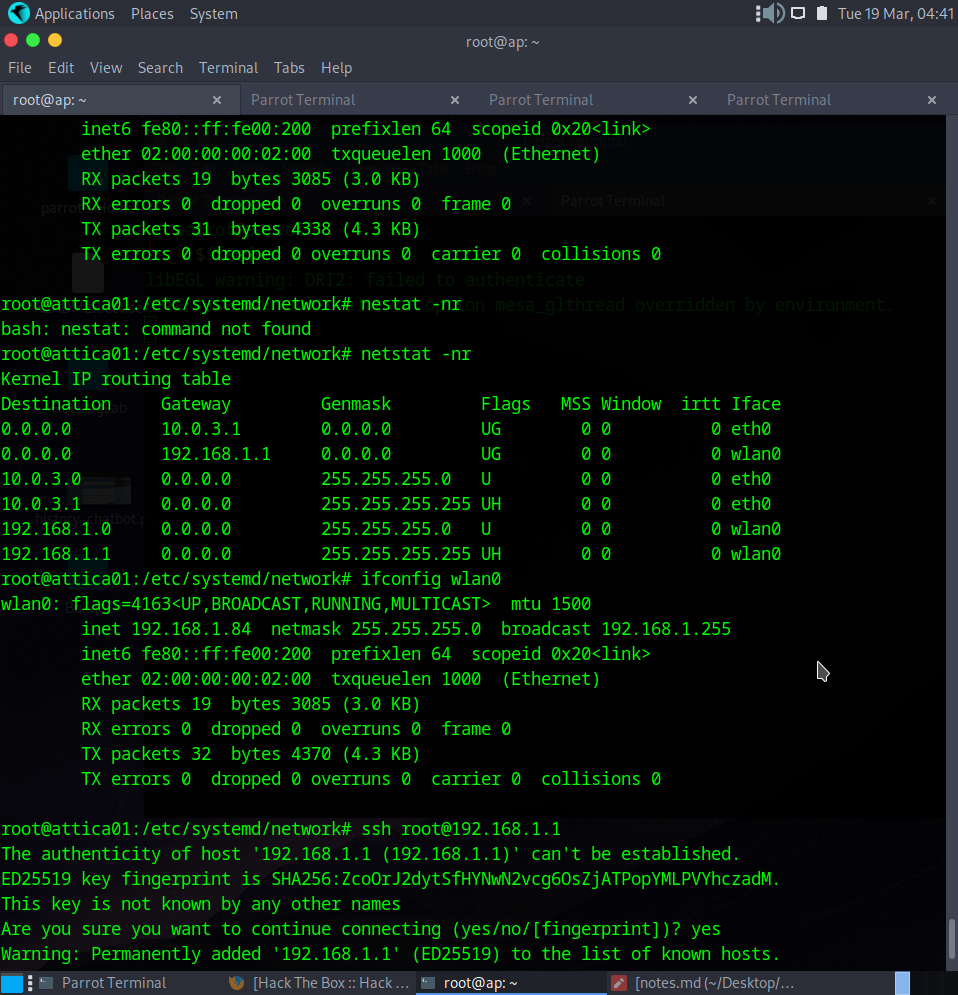 Applications Places System Tue 19 Mar, 04:41
root@ap: ~
File Edit View Search Terminal Tabs Help
root@ap: ~ × Parrot Terminal × Parrot Terminal × Parrot Terminal ×
inet6 fe80::ff:fe00:200 prefixlen 64 scopeid 0x20<link>
ether 02:00:00:00:02:00 txqueuelen 1000 (Ethernet)
RX packets 19 bytes 3085 (3.0 KB)
RX errors 0 dropped 0 overruns 0 frame 0
Parrot Terminal
TX packets 31 bytes 4338 (4.3 KB)
TX errors 0 dropped 0 overruns 0 carrier 0 collisions 0
libEGL warning: DRI2: failed to authenticate
root@attica01:/etc/systemd/network# nestat -nr
mesa_glthread overridden by environment.
bash: nestat: command not found
root@attica01:/etc/systemd/network# netstat -nr
Kernel IP routing table
Destination Gateway Genmask Flags MSS Window irtt Iface
0.0.0.0 10.0.3.1 0.0.0.0 UG 0 0 0 eth0
0.0.0.0 192.168.1.1 0.0.0.0 UG 0 0 0 wlan0
10.0.3.0 0.0.0.0 255.255.255.0 U 0 0 0 eth0
10.0.3.1 0.0.0.0 255.255.255.255 UH 0 0 0 eth0
192.168.1.0 0.0.0.0 255.255.255.0 U 0 0 0 wlan0
192.168.1.1 0.0.0.0 255.255.255.255 UH 0 0 0 wlan0
root@attica01:/etc/systemd/network# ifconfig wlan0
wlan0: flags=4163<UP,BROADCAST,RUNNING,MULTICAST> mtu 1500
inet 192.168.1.84 netmask 255.255.255.0 broadcast 192.168.1.255
inet6 fe80::ff:fe00:200 prefixlen 64 scopeid 0x20<link>
ether 02:00:00:00:02:00 txqueuelen 1000 (Ethernet)
RX packets 19 bytes 3085 (3.0 KB)
RX errors 0 dropped 0 overruns 0 frame 0
TX packets 32 bytes 4370 (4.3 KB)
TX errors 0 dropped 0 overruns 0 carrier 0 collisions 0
root@attica01:/etc/systemd/network# ssh root@192.168.1.1
The authenticity of host '192.168.1.1 (192.168.1.1)' can't be established.
ED25519 key fingerprint is SHA256:ZcoOrJ2dytSfHYNwN2vcg6OsZjATPopYMLPVYhczadM.
This key is not known by any other names
Are you sure you want to continue connecting (yes/no/[fingerprint])? yes
Warning: Permanently added '192.168.1.1' (ED25519) to the list of known hosts.
Parrot Terminal [Hack The Box :: Hack ... root@ap: ~ [notes.md (~/Desktop/...